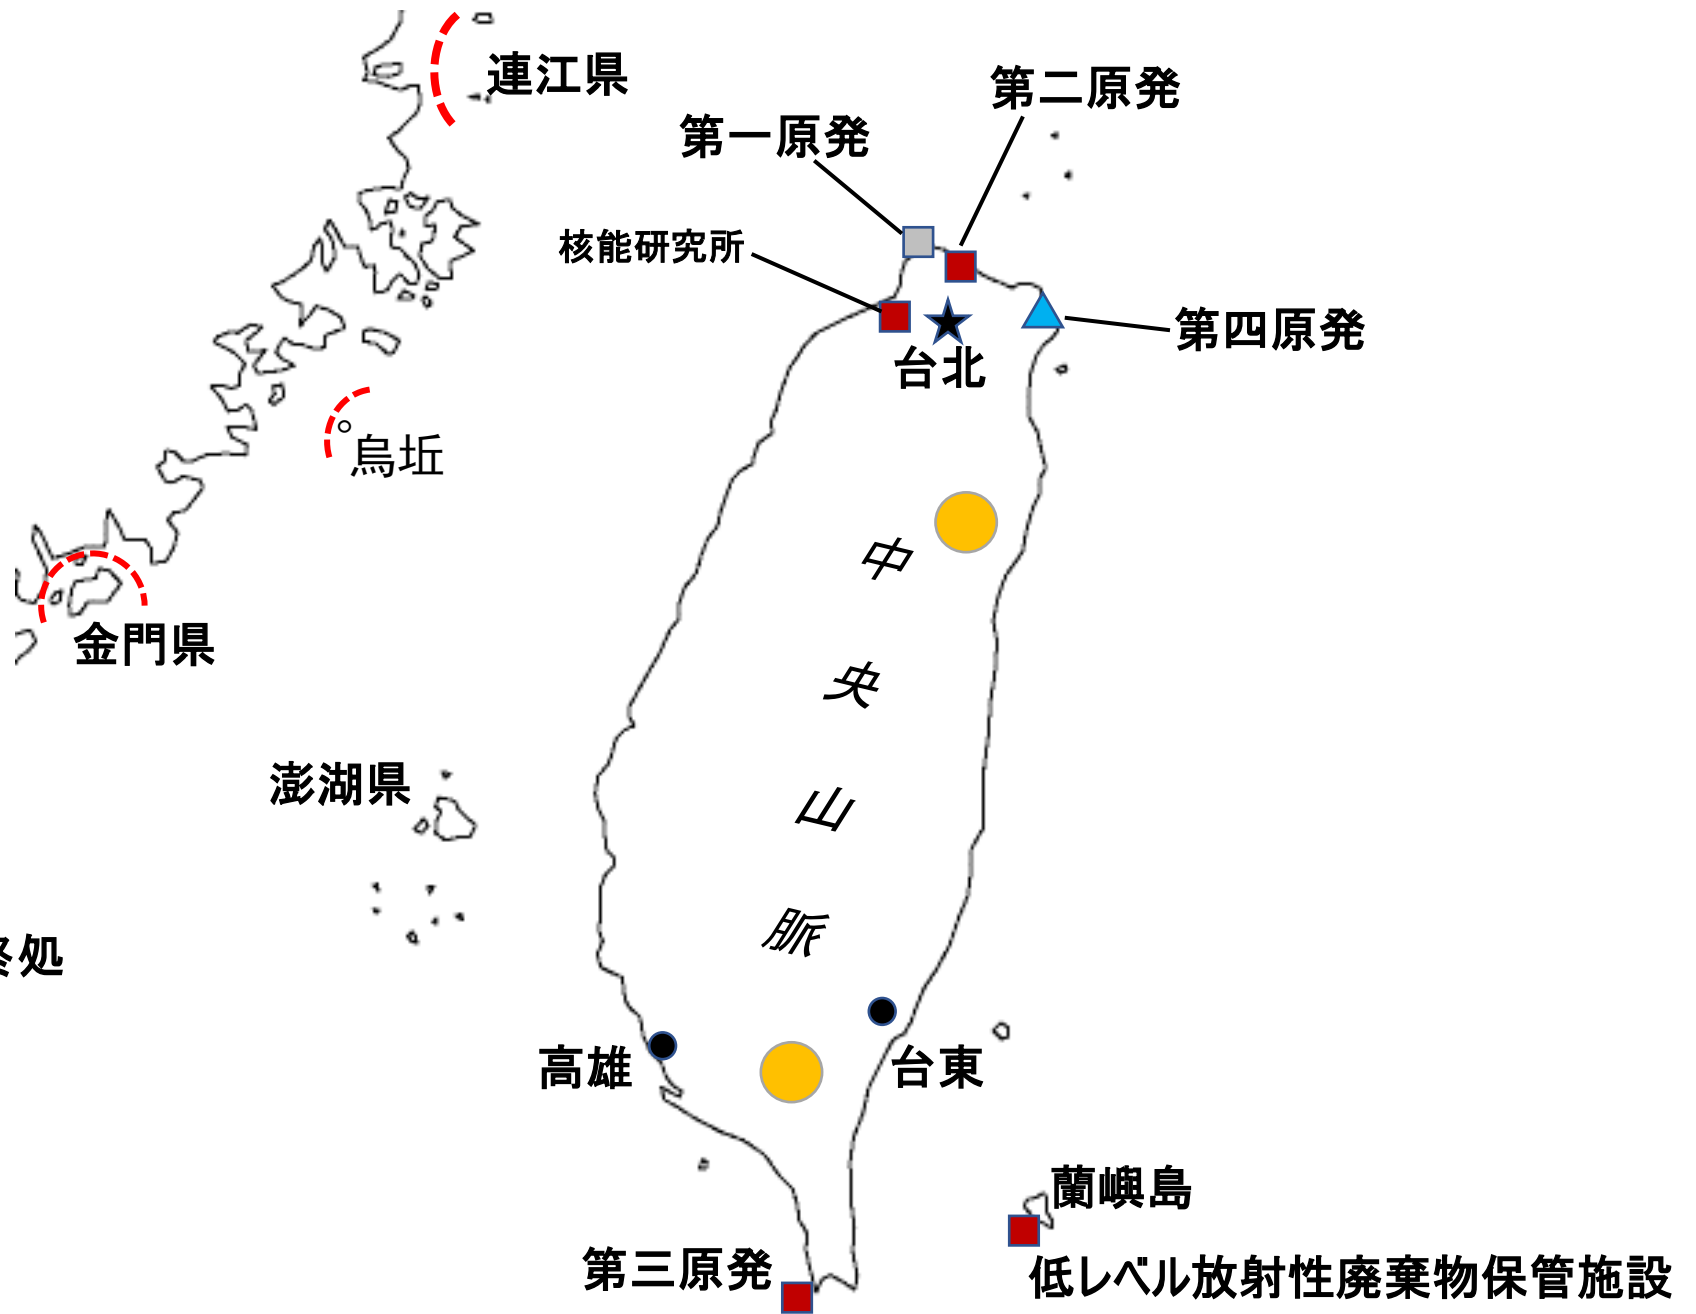 連江県
第二原発
第一原発
核能研究所
第四原発
台北
烏坵
中央山脈
金門県
澎湖県
終処
高雄
台東
蘭嶼島
第三原発
低レベル放射性廃棄物保管施設